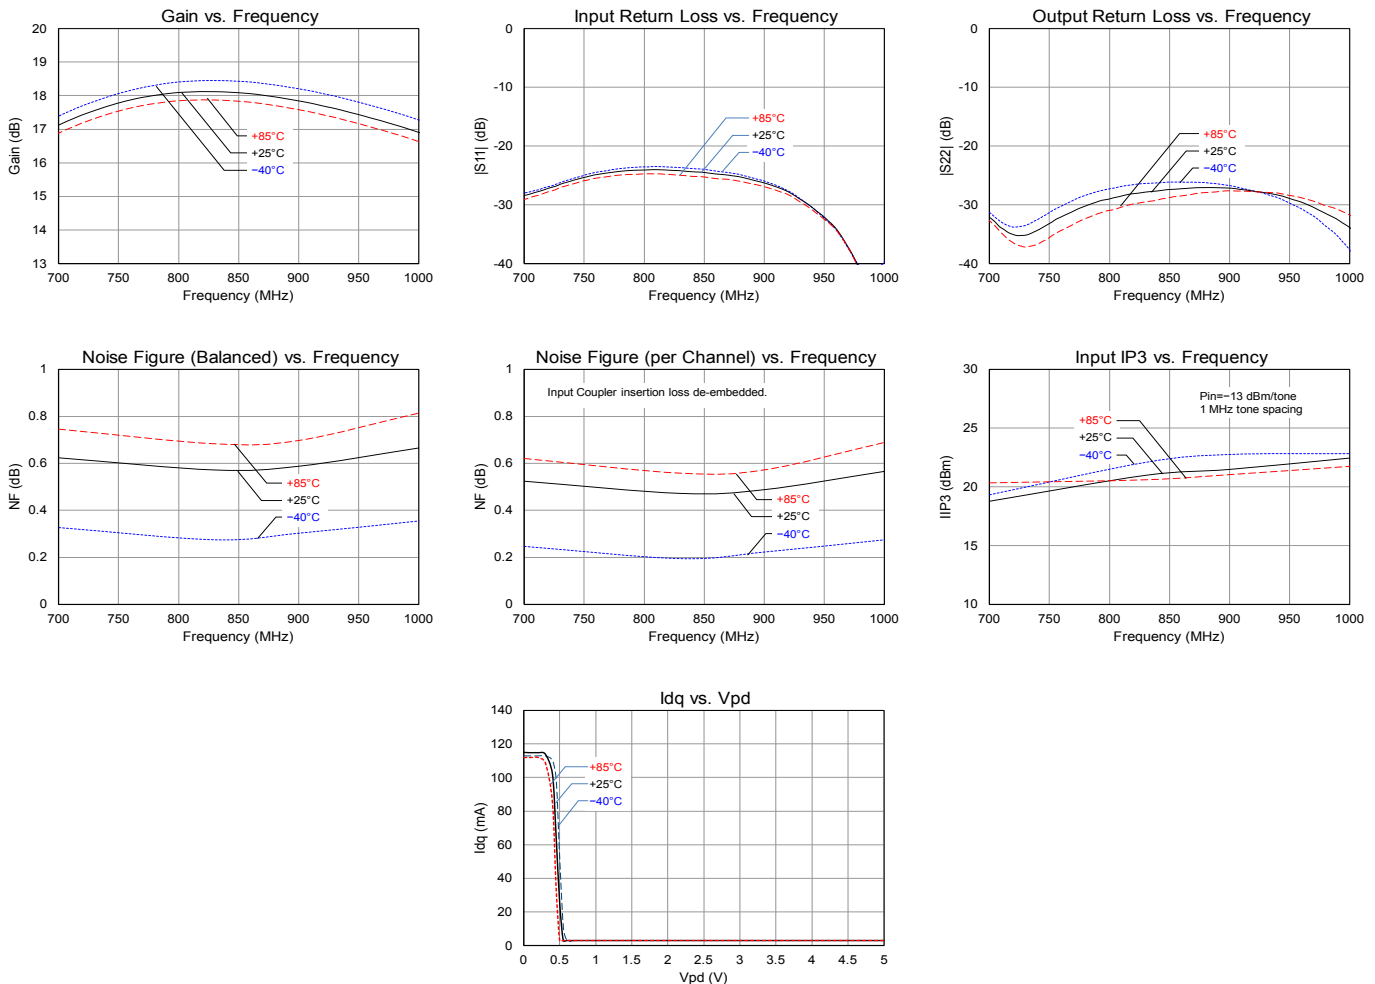 Gain vs. Frequency
20
19
18
17
16
15
14
13
Gain (dB)
+85°C
+25°C
−40°C
700 750 800 850 900 950 1000
Frequency (MHz)
Input Return Loss vs. Frequency
0
-10
-20
-30
-40
|S11| (dB)
+85°C
+25°C
−40°C
700 750 800 850 900 950 1000
Frequency (MHz)
Output Return Loss vs. Frequency
0
-10
-20
-30
-40
|S22| (dB)
+85°C
+25°C
−40°C
700 750 800 850 900 950 1000
Frequency (MHz)
Noise Figure (Balanced) vs. Frequency
1
0.8
0.6
0.4
0.2
0
NF (dB)
+85°C
+25°C
−40°C
700 750 800 850 900 950 1000
Frequency (MHz)
Noise Figure (per Channel) vs. Frequency
1
0.8
0.6
0.4
0.2
0
NF (dB)
Input Coupler insertion loss de-embedded.
+85°C
+25°C
−40°C
700 750 800 850 900 950 1000
Frequency (MHz)
Input IP3 vs. Frequency
30
25
20
15
10
IIP3 (dBm)
Pin=−13 dBm/tone
1 MHz tone spacing
+85°C
+25°C
−40°C
700 750 800 850 900 950 1000
Frequency (MHz)
Idq vs. Vpd
140
120
100
80
60
40
20
0
Idq (mA)
+85°C
+25°C
−40°C
0 0.5 1 1.5 2 2.5 3 3.5 4 4.5 5
Vpd (V)